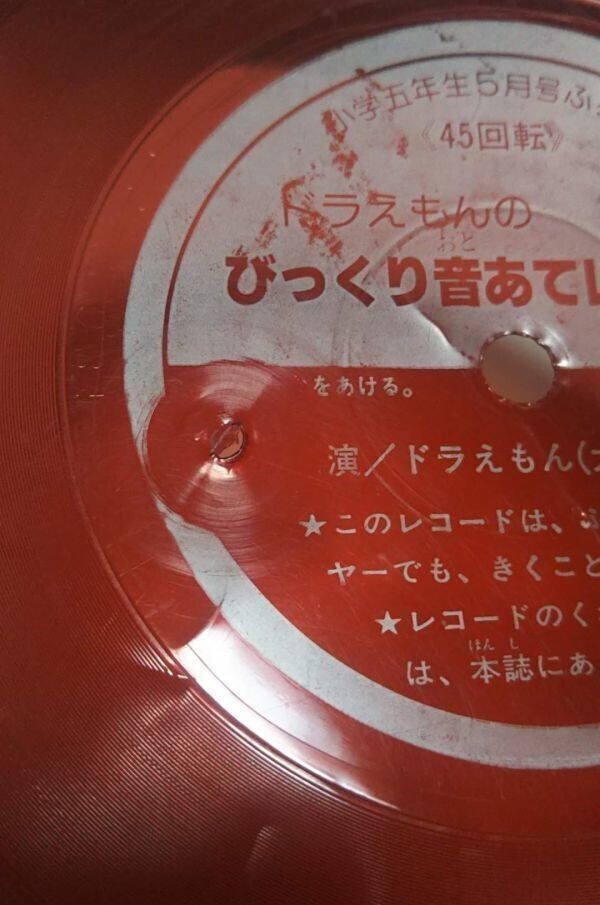 小学五年生5月号ふ
《45回転》
ドラえもんの
びっくり音あて
おと
をあける。
演／ドラえもん(
★このレコードは、ふ
ヤーでも、きくこと
★レコードのく
は、本誌にあ
ほんし